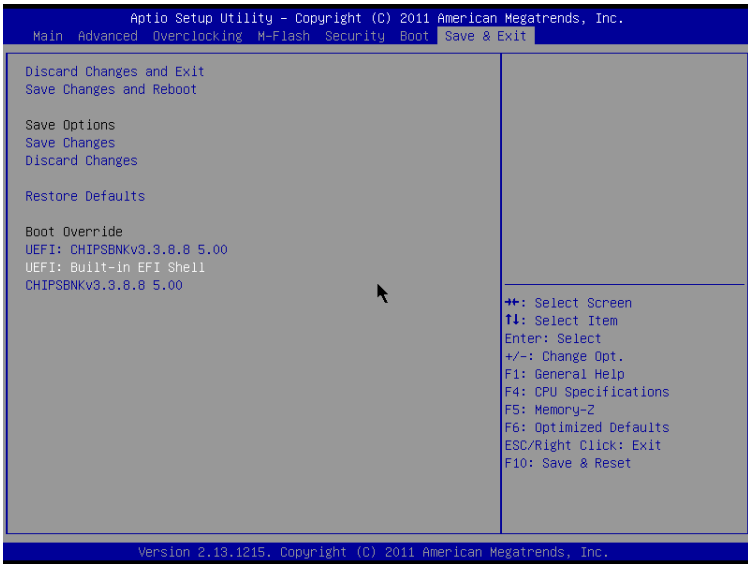 Aptio Setup Utility – Copyright (C) 2011 American Megatrends, Inc.
Main Advanced Overclocking M-Flash Security Boot Save & Exit
Discard Changes and Exit
Save Changes and Reboot
Save Options
Save Changes
Discard Changes
Restore Defaults
Boot Override
UEFI: CHIPSBNKv3.3.8.8 5.00
UEFI: Built-in EFI Shell
CHIPSBNKv3.3.8.8 5.00
→←: Select Screen
↑↓: Select Item
Enter: Select
+/-: Change Opt.
F1: General Help
F4: CPU Specifications
F5: Memory-Z
F6: Optimized Defaults
ESC/Right Click: Exit
F10: Save & Reset
Version 2.13.1215. Copyright (C) 2011 American Megatrends, Inc.